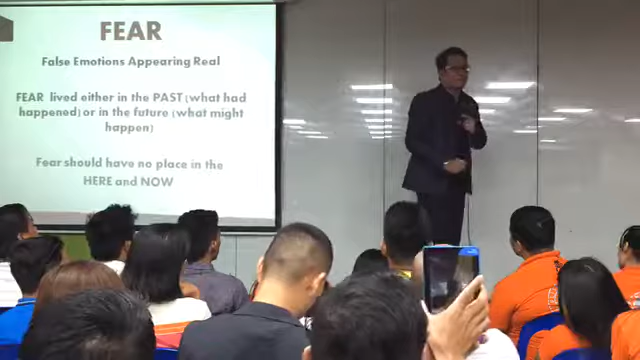 FEAR
False Emotions Appearing Real
FEAR lived either in the PAST (what had
happened) or in the future (what might
happen)
Fear should have no place in the
HERE and NOW